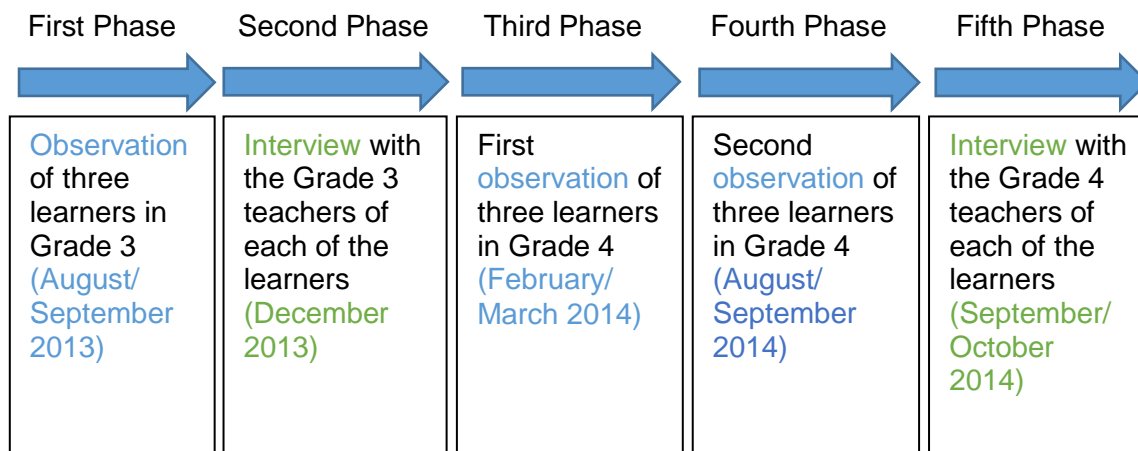 First Phase
Second Phase
Third Phase
Fourth Phase
Fifth Phase
Observation
of three
learners in
Grade 3
(August/
September
2013)
Interview with
the Grade 3
teachers of
each of the
learners
(December
2013)
First
observation of
three learners
in Grade 4
(February/
March 2014)
Second
observation of
three learners
in Grade 4
(August/
September
2014)
Interview with
the Grade 4
teachers of
each of the
learners
(September/
October
2014)